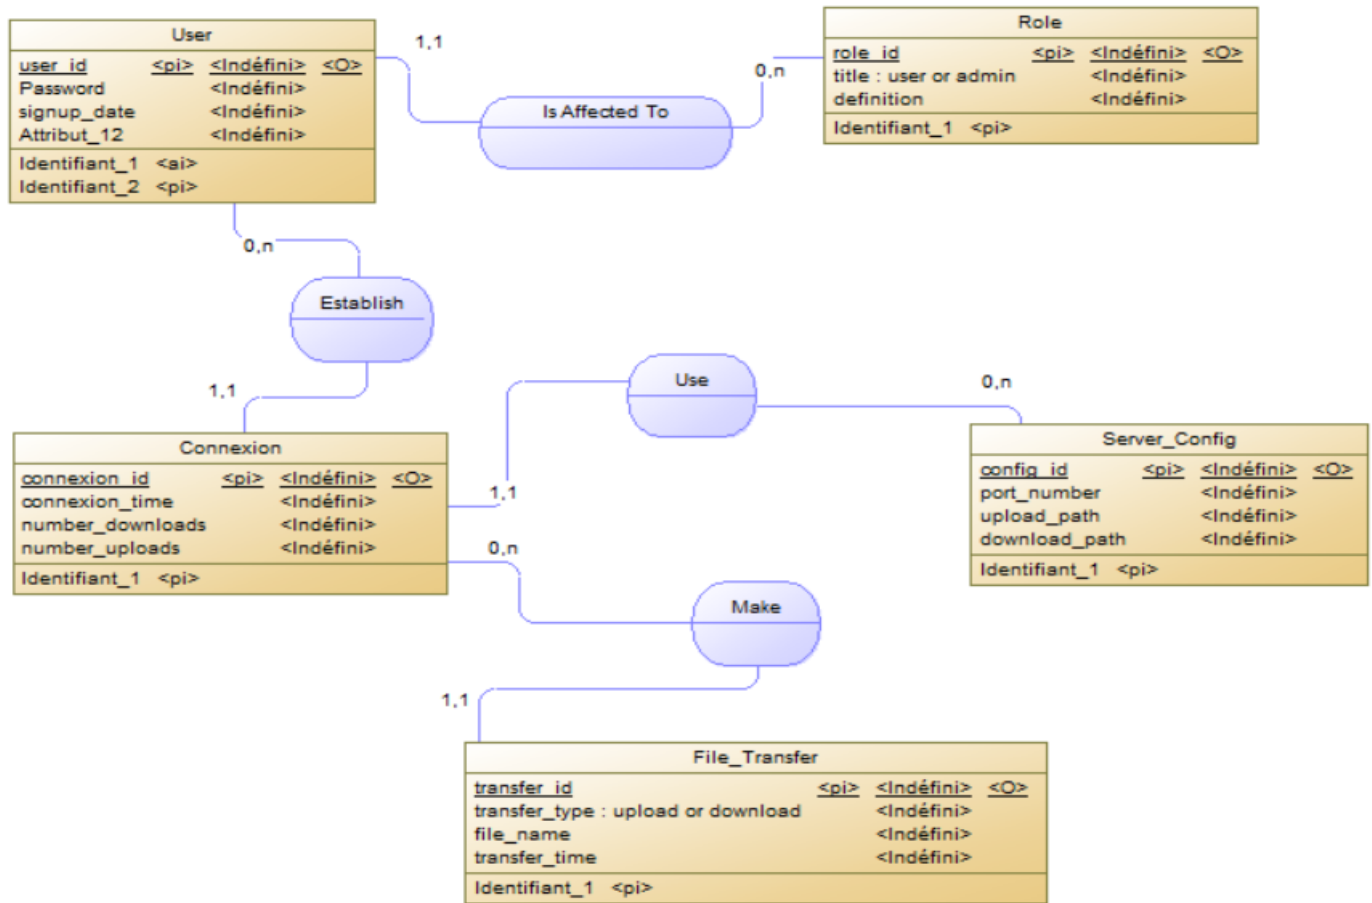 User
user_id <pi> <Indéfini> <O>
Password <Indéfini>
signup_date <Indéfini>
Attribut_12 <Indéfini>
Identifiant_1 <ai>
Identifiant_2 <pi>
1,1
Is Affected To
0,n
Role
role_id <pi> <Indéfini> <O>
title : user or admin <Indéfini>
definition <Indéfini>
Identifiant_1 <pi>
0,n
Establish
1,1
Connexion
connexion_id <pi> <Indéfini> <O>
connexion_time <Indéfini>
number_downloads <Indéfini>
number_uploads <Indéfini>
Identifiant_1 <pi>
1,1
Use
0,n
Server_Config
config_id <pi> <Indéfini> <O>
port_number <Indéfini>
upload_path <Indéfini>
download_path <Indéfini>
Identifiant_1 <pi>
0,n
Make
1,1
File_Transfer
transfer_id <pi> <Indéfini> <O>
transfer_type : upload or download <Indéfini>
file_name <Indéfini>
transfer_time <Indéfini>
Identifiant_1 <pi>